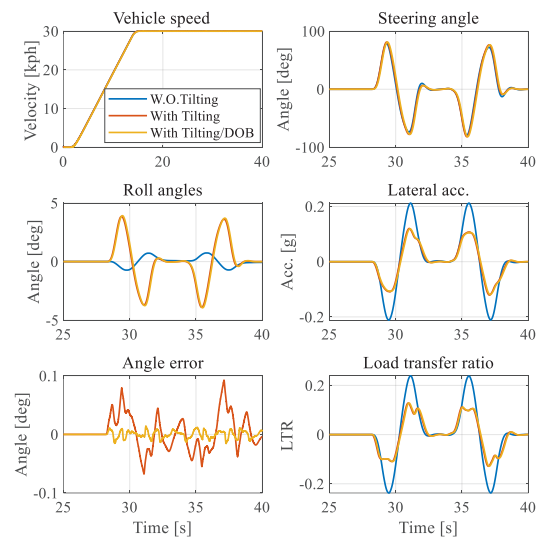 Vehicle speed
Velocity [kph]
30
20
10
0
0
20
40
W.O.Tilting
With Tilting
With Tilting/DOB
Steering angle
Angle [deg]
100
0
-100
25
30
35
40
Roll angles
Angle [deg]
5
0
-5
25
30
35
40
Lateral acc.
Acc. [g]
0.2
0
-0.2
25
30
35
40
Angle error
Angle [deg]
0.1
0
-0.1
25
30
35
40
Time [s]
Load transfer ratio
LTR
0.2
0
-0.2
25
30
35
40
Time [s]